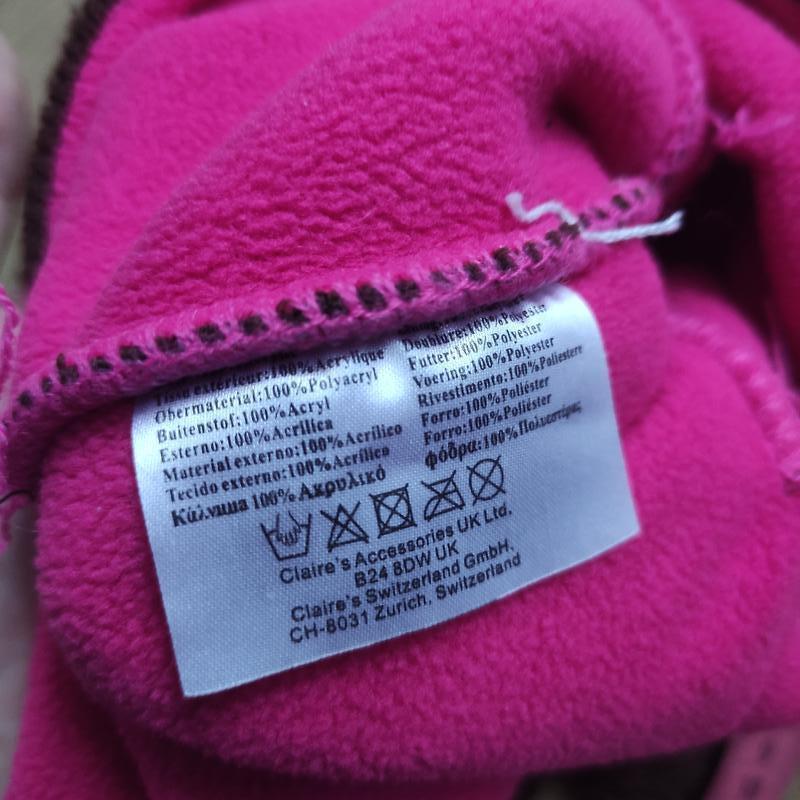 Tissu extérieur:100%Acrylique
Obermaterial:100%Polyacryl
Buitenstof:100%Acryl
Esterno:100%Acrilica
Material externo:100%Acrílico
Tecido externo:100%Acrílico
Κάλυμμα 100%Ακρυλικό
Doublure:100%Polyester
Futter:100%Polyester
Voering:100%Polyester
Rivestimento:100%Poliestere
Forro:100%Poliéster
Forro:100%Poliéster
φόδρα:100%Πολυεστέρας
Claire's Accessories UK Ltd.
B24 8DW UK
Claire's Switzerland GmbH,
CH-8031 Zurich, Switzerland